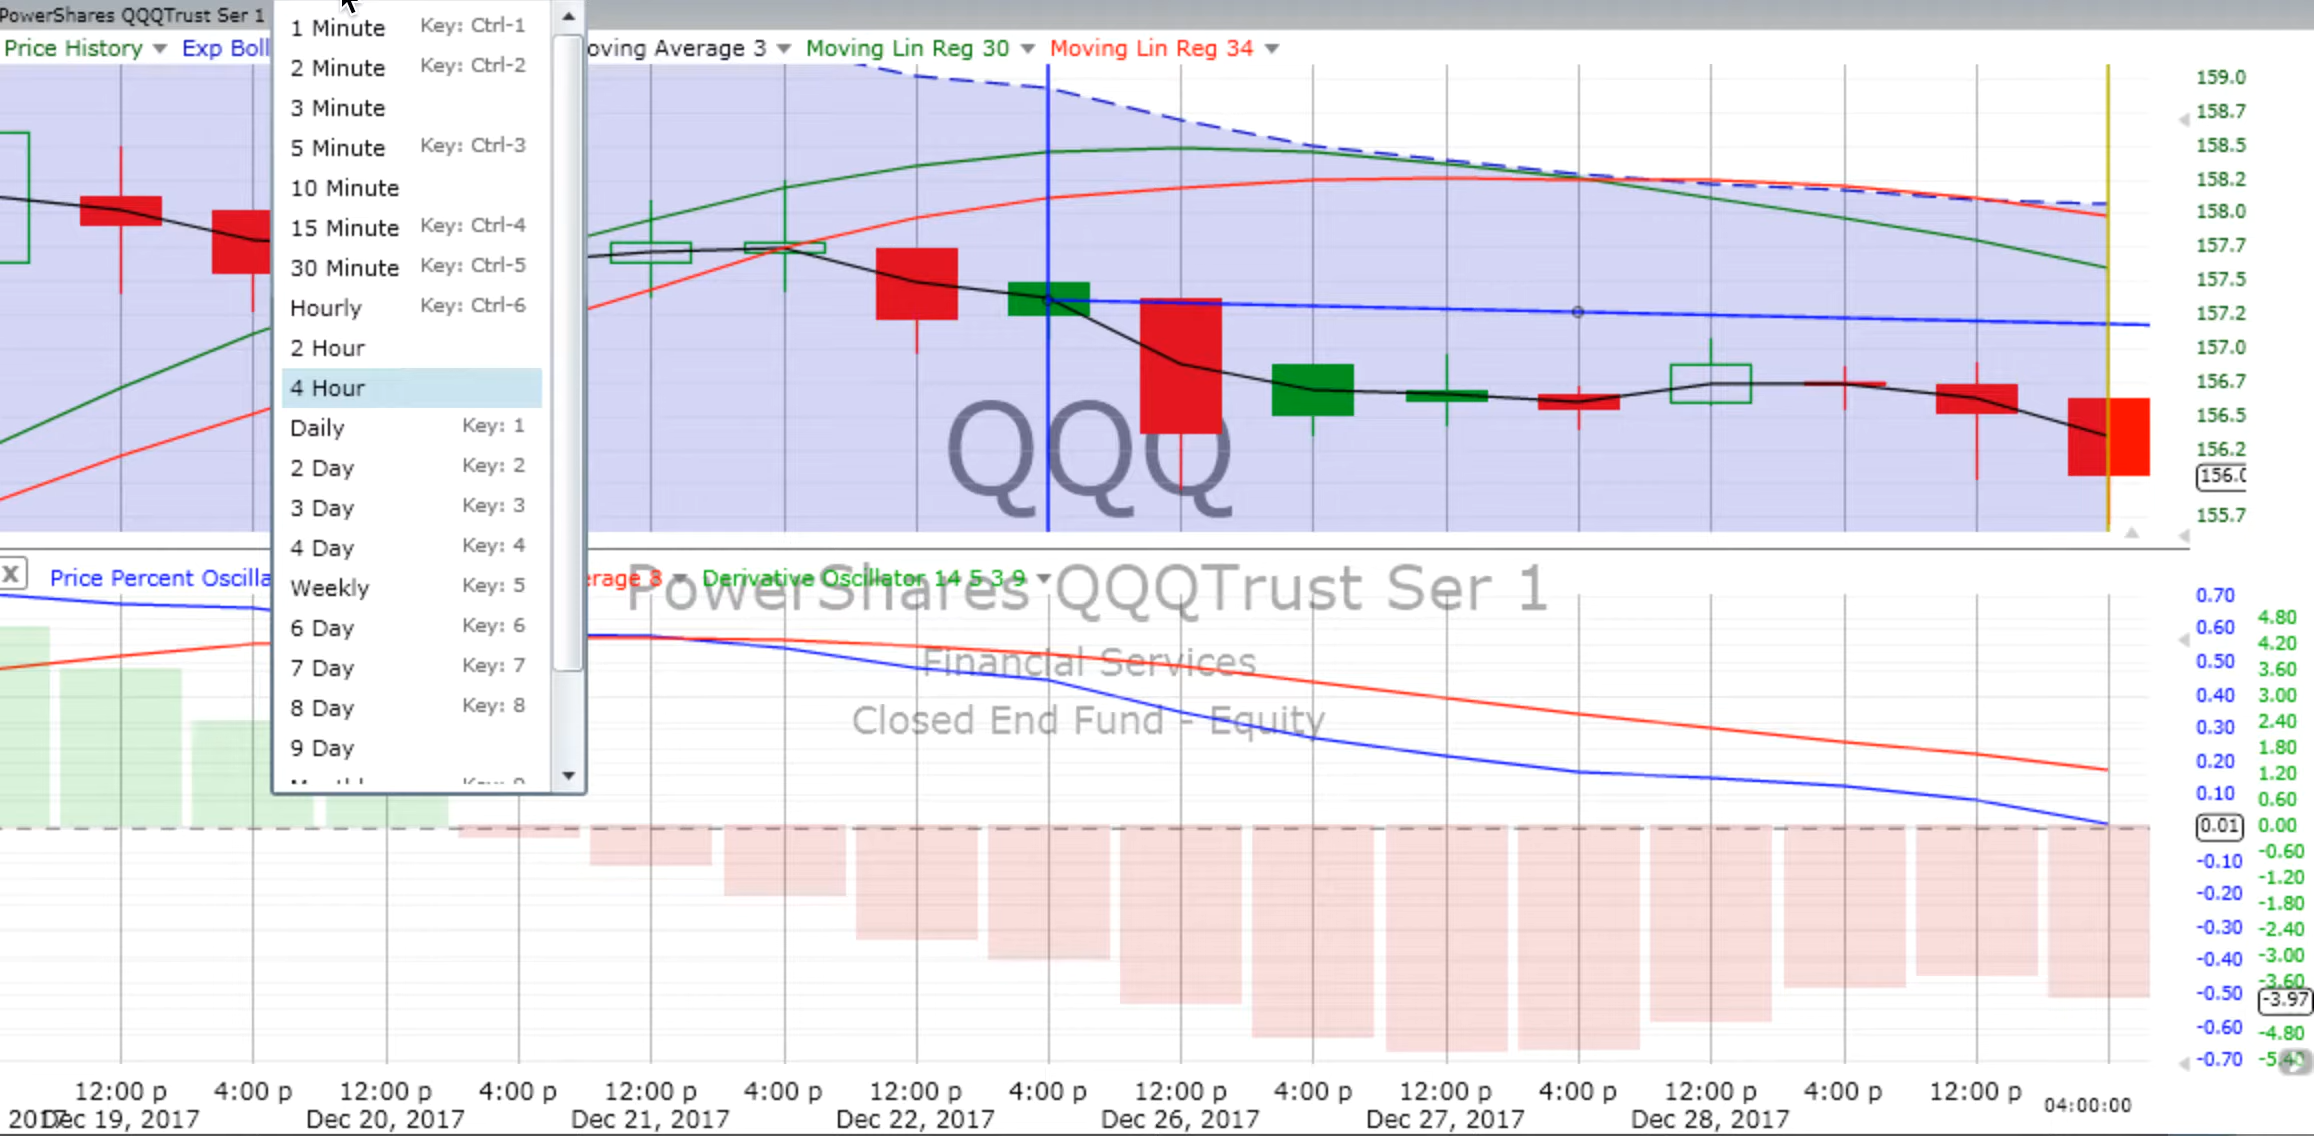 PowerShares QQQTrust Ser 1
Price History Exp Boll oving Average 3 Moving Lin Reg 30 Moving Lin Reg 34
1 Minute Key: Ctrl-1
2 Minute Key: Ctrl-2
3 Minute
5 Minute Key: Ctrl-3
10 Minute
15 Minute Key: Ctrl-4
30 Minute Key: Ctrl-5
Hourly Key: Ctrl-6
2 Hour
4 Hour
Daily Key: 1
2 Day Key: 2
3 Day Key: 3
4 Day Key: 4
Weekly Key: 5
6 Day Key: 6
7 Day Key: 7
8 Day Key: 8
9 Day
159.0
158.7
158.5
158.2
158.0
157.7
157.5
157.2
157.0
156.7
156.5
156.2
156.0
155.7
QQQ
X Price Percent Oscilla erage 8 Derivative Oscillator 14 5 3 9
PowerShares QQQTrust Ser 1
Financial Services
Closed End Fund - Equity
0.70
0.60
0.50
0.40
0.30
0.20
0.10
0.01
-0.10
-0.20
-0.30
-0.40
-0.50
-0.60
-0.70
4.80
4.20
3.60
3.00
2.40
1.80
1.20
0.60
0.00
-0.60
-1.20
-1.80
-2.40
-3.00
-3.60
-3.97
-4.80
12:00 p 4:00 p 12:00 p 4:00 p 12:00 p 4:00 p 12:00 p 4:00 p 12:00 p 4:00 p 12:00 p 4:00 p 12:00 p 4:00 p 12:00 p 04:00:00
2017 Dec 19, 2017 Dec 20, 2017 Dec 21, 2017 Dec 22, 2017 Dec 26, 2017 Dec 27, 2017 Dec 28, 2017